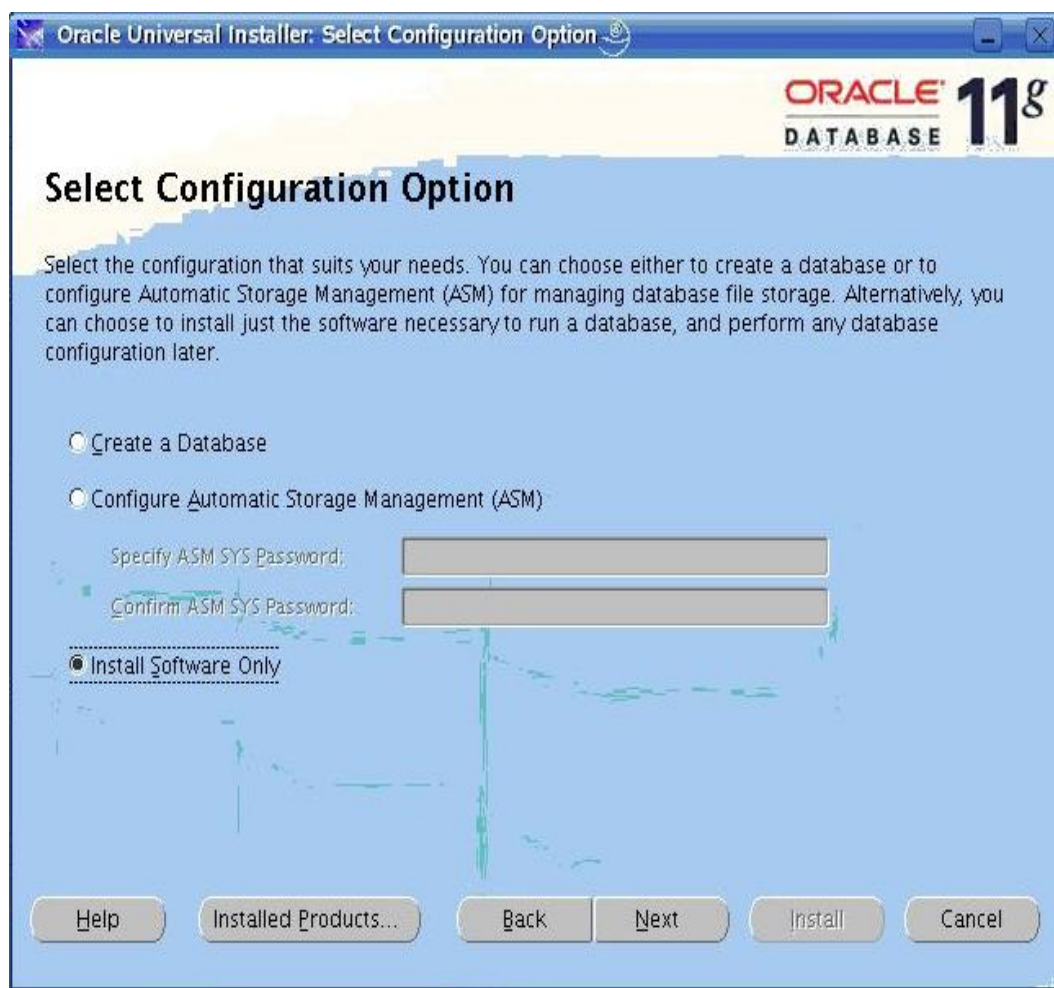 Oracle Universal Installer: Select Configuration Option
ORACLE 11g
DATABASE
Select Configuration Option
Select the configuration that suits your needs. You can choose either to create a database or to
configure Automatic Storage Management (ASM) for managing database file storage. Alternatively, you
can choose to install just the software necessary to run a database, and perform any database
configuration later.
Create a Database
Configure Automatic Storage Management (ASM)
Specify ASM SYS Password:
Confirm ASM SYS Password:
Install Software Only
Help Installed Products... Back Next Install Cancel